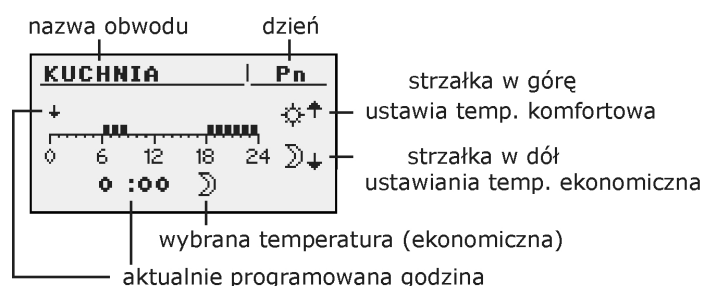 nazwa obwodu dzień
KUCHNIA Pn
strzałka w górę
ustawia temp. komfortowa
0 6 12 18 24
strzałka w dół
ustawiania temp. ekonomiczna
0 :00
wybrana temperatura (ekonomiczna)
aktualnie programowana godzina